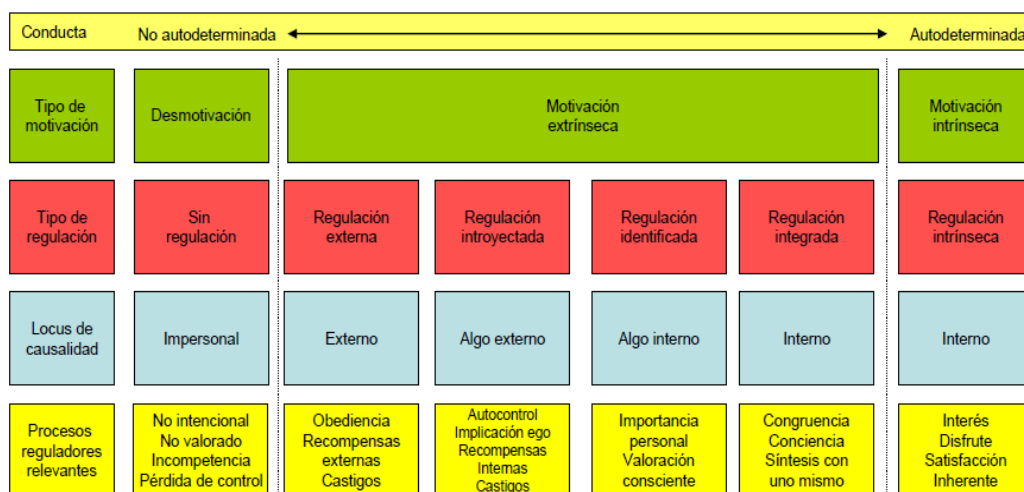 Conducta No autodeterminada Autodeterminada
Tipo de motivación
Desmotivación
Motivación extrínseca
Motivación intrínseca
Tipo de regulación
Sin regulación
Regulación externa
Regulación introyectada
Regulación identificada
Regulación integrada
Regulación intrínseca
Locus de causalidad
Impersonal
Externo
Algo externo
Algo interno
Interno
Interno
Procesos
reguladores
relevantes
No intencional
No valorado
Incompetencia
Pérdida de control
Obediencia
Recompensas
externas
Castigos
Autocontrol
Implicación ego
Recompensas
Internas
Castigos
Importancia
personal
Valoración
consciente
Congruencia
Conciencia
Síntesis con
uno mismo
Interés
Disfrute
Satisfacción
Inherente